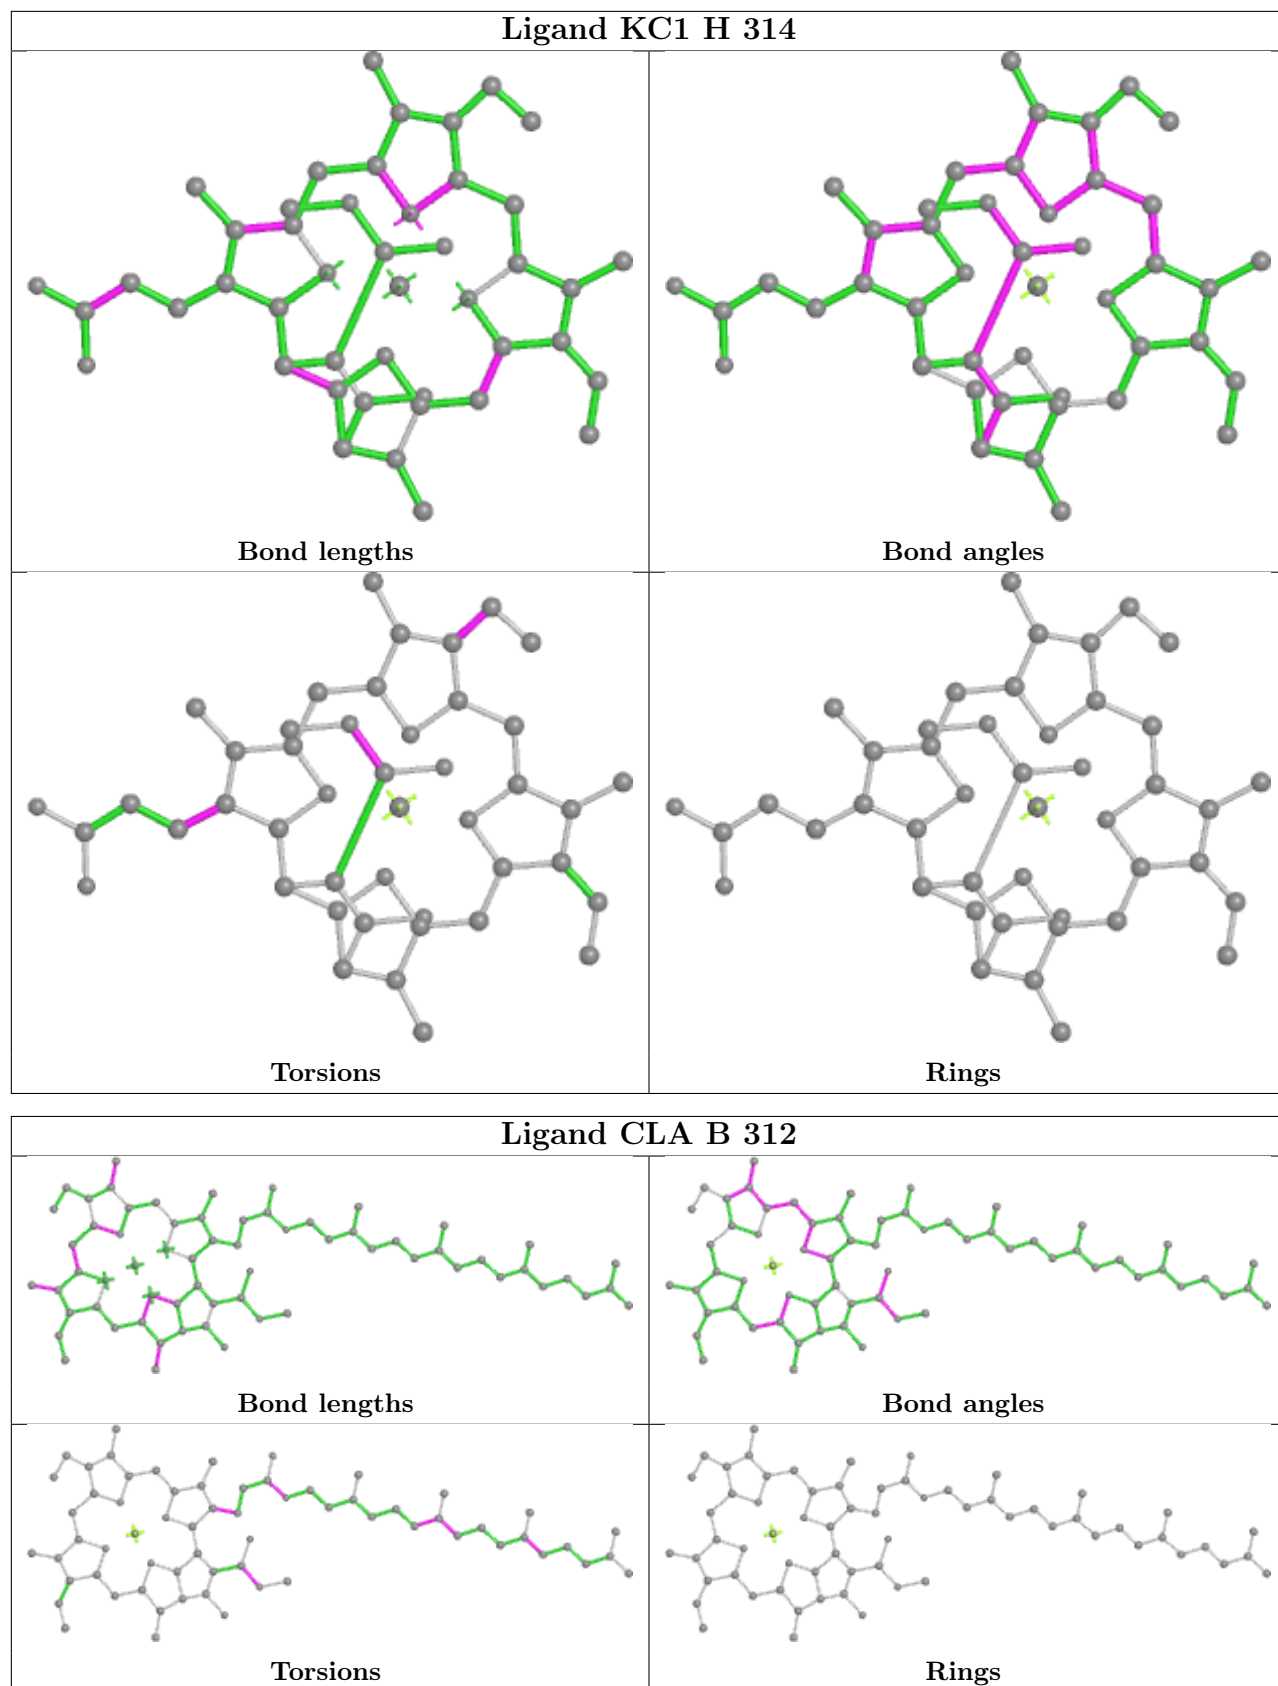 Ligand KC1 H 314
Bond lengths
Bond angles
Torsions
Rings
Ligand CLA B 312
Bond lengths
Bond angles
Torsions
Rings